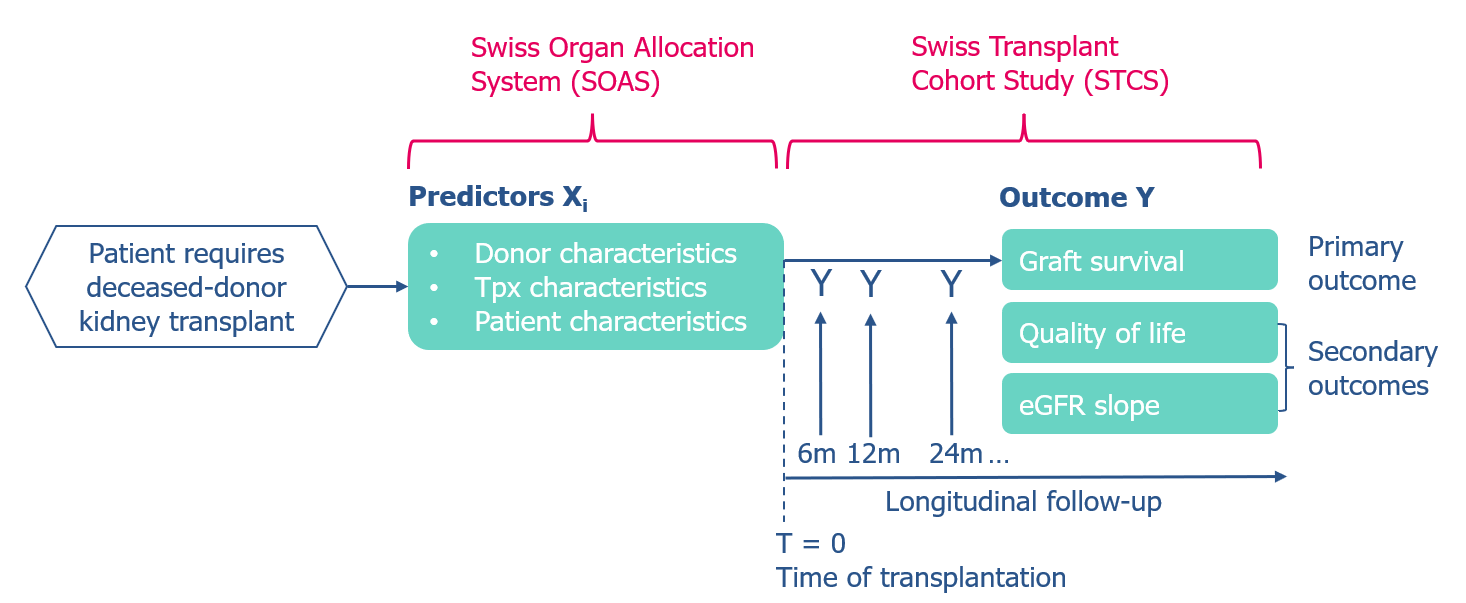 Swiss Organ Allocation
System (SOAS)
Swiss Transplant
Cohort Study (STCS)
Predictors Xi
Outcome Y
Patient requires
deceased-donor
kidney transplant
• Donor characteristics
• Tpx characteristics
• Patient characteristics
Y Y Y
6m 12m 24m ...
Graft survival
Quality of life
eGFR slope
Primary
outcome
Secondary
outcomes
Longitudinal follow-up
T = 0
Time of transplantation